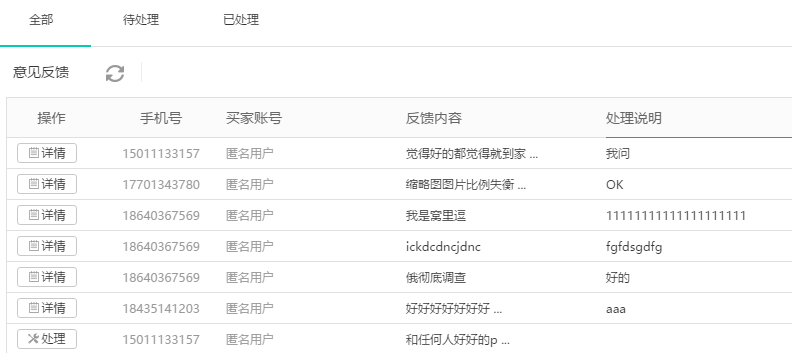 全部 待处理 已处理
意见反馈
操作 手机号 买家账号 反馈内容 处理说明
详情 15011133157 匿名用户 觉得好的都觉得就到家 ... 我问
详情 17701343780 匿名用户 缩略图图片比例失衡 ... OK
详情 18640367569 匿名用户 我是窝里逗 11111111111111111111
详情 18640367569 匿名用户 ickdcdncjdnc fgfdsgdfg
详情 18640367569 匿名用户 俄彻底调查 好的
详情 18435141203 匿名用户 好好好好好好好 ... aaa
处理 15011133157 匿名用户 和任何人好好的p ...